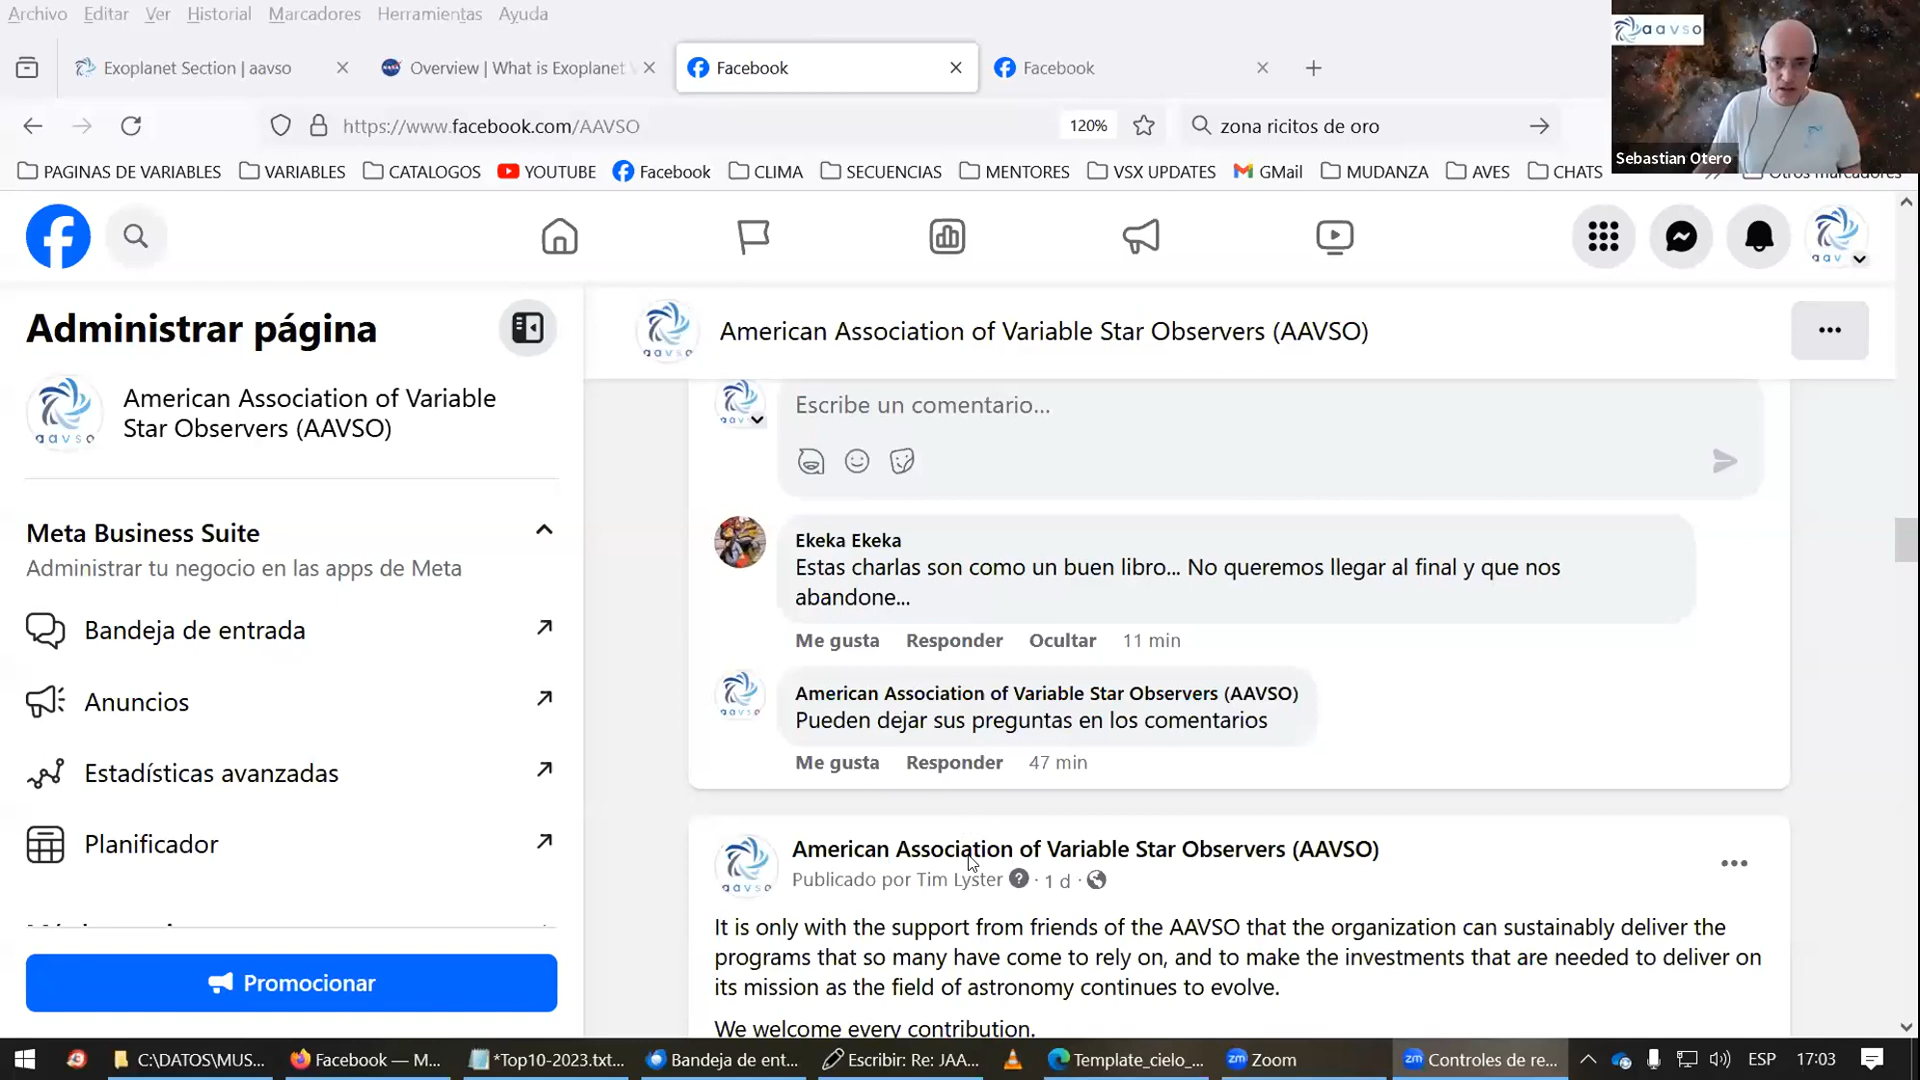 Archivo Editar Ver Historial Marcadores Herramientas Ayuda
Exoplanet Section | aavso
Overview | What is Exoplanet
Facebook
Facebook
https://www.facebook.com/AAVSO
120%
zona ricitos de oro
aavso
Sebastian Otero
PAGINAS DE VARIABLES
VARIABLES
CATALOGOS
YOUTUBE
Facebook
CLIMA
SECUENCIAS
MENTORES
VSX UPDATES
GMail
MUDANZA
AVES
CHATS
Otros marcadores
Administrar página
American Association of Variable
Star Observers (AAVSO)
Meta Business Suite
Administrar tu negocio en las apps de Meta
Bandeja de entrada
Anuncios
Estadísticas avanzadas
Planificador
Promocionar
American Association of Variable Star Observers (AAVSO)
Escribe un comentario...
Ekeka Ekeka
Estas charlas son como un buen libro... No queremos llegar al final y que nos
abandone...
Me gusta Responder Ocultar 11 min
American Association of Variable Star Observers (AAVSO)
Pueden dejar sus preguntas en los comentarios
Me gusta Responder 47 min
American Association of Variable Star Observers (AAVSO)
Publicado por Tim Lyster · 1 d ·
It is only with the support from friends of the AAVSO that the organization can sustainably deliver the
programs that so many have come to rely on, and to make the investments that are needed to deliver on
its mission as the field of astronomy continues to evolve.
We welcome every contribution.
C:\DATOS\MUS...
Facebook — M...
*Top10-2023.txt...
Bandeja de ent...
Escribir: Re: JAA...
Template_cielo_...
Zoom
Controles de re...
ESP
17:03